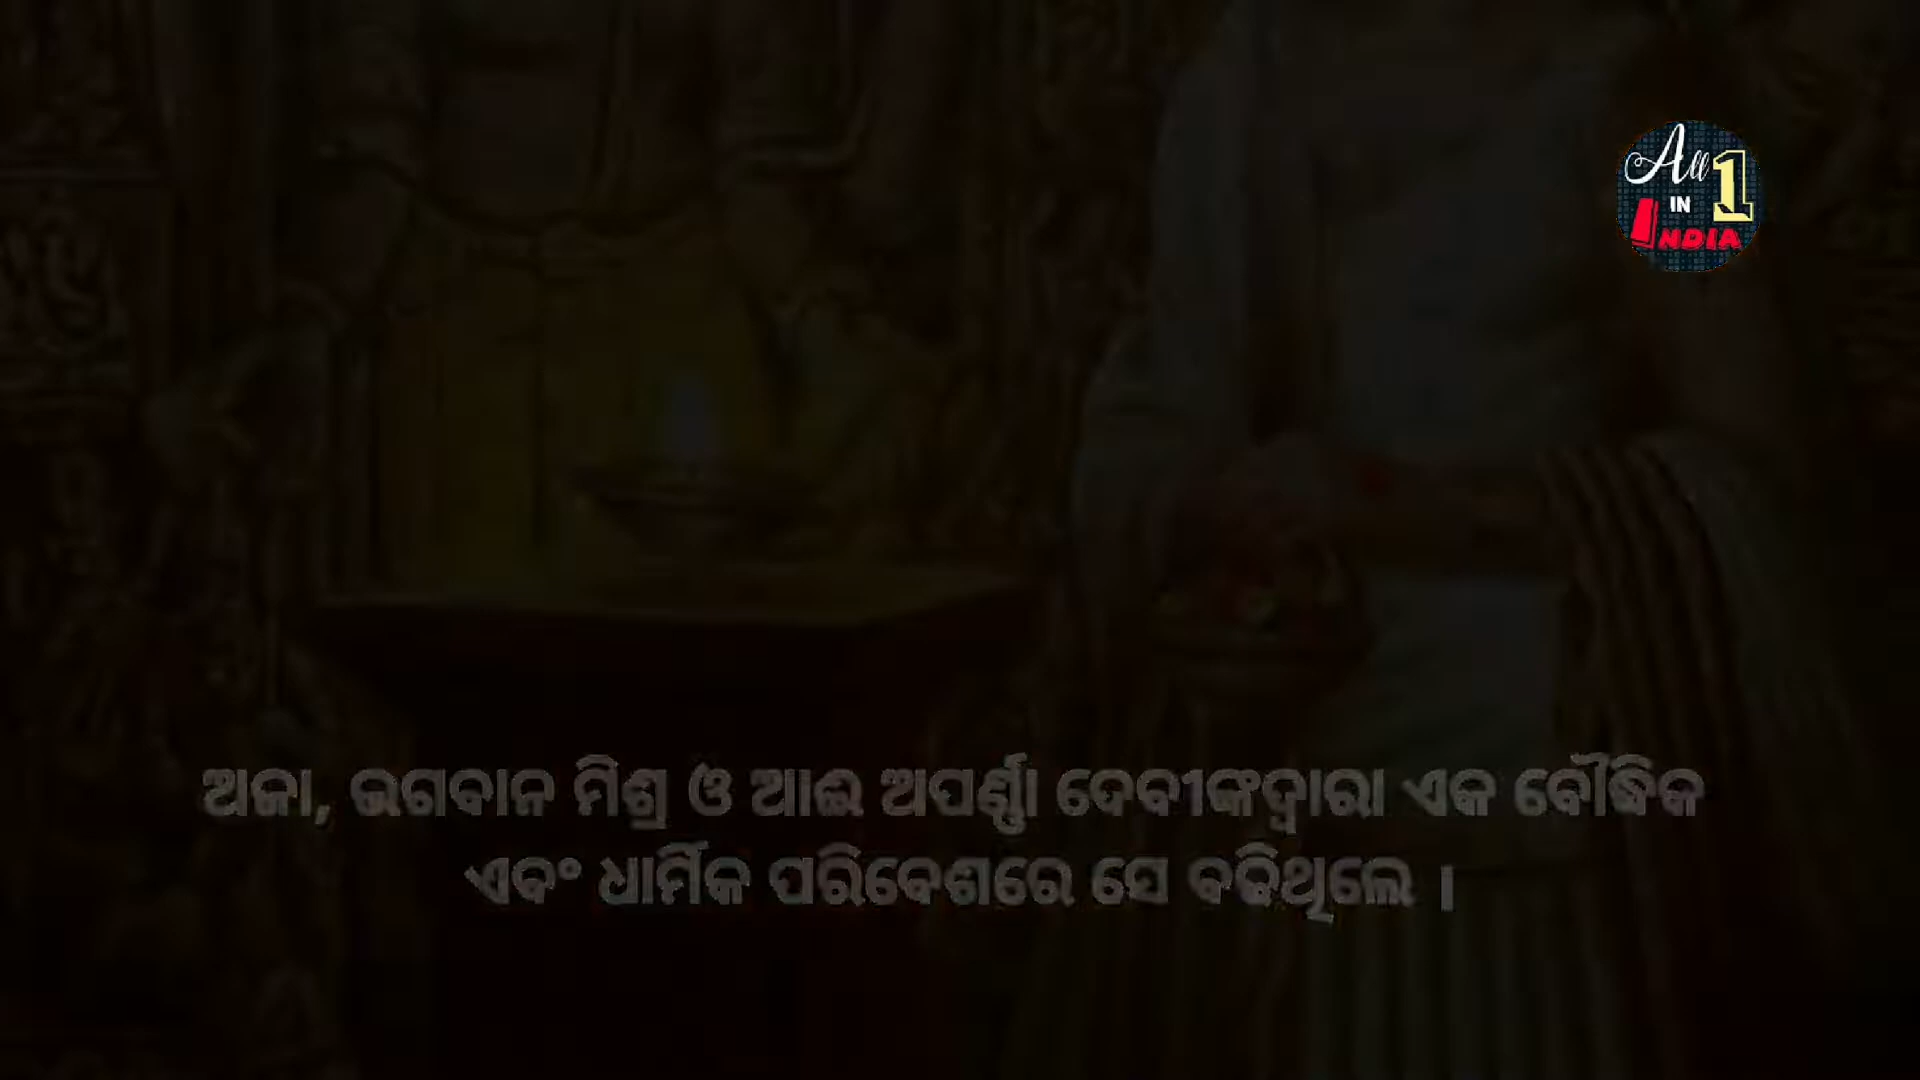 All
IN 1
INDIA
ଅଜା, ଭଗବାନ ମିଶ୍ର ଓ ଆଈ ଅପର୍ଣ୍ଣା ଦେବୀଙ୍କଦ୍ୱାରା ଏକ ବୌଦ୍ଧିକ
ଏବଂ ଧାର୍ମିକ ପରିବେଶରେ ସେ ବଢିଥିଲେ ।